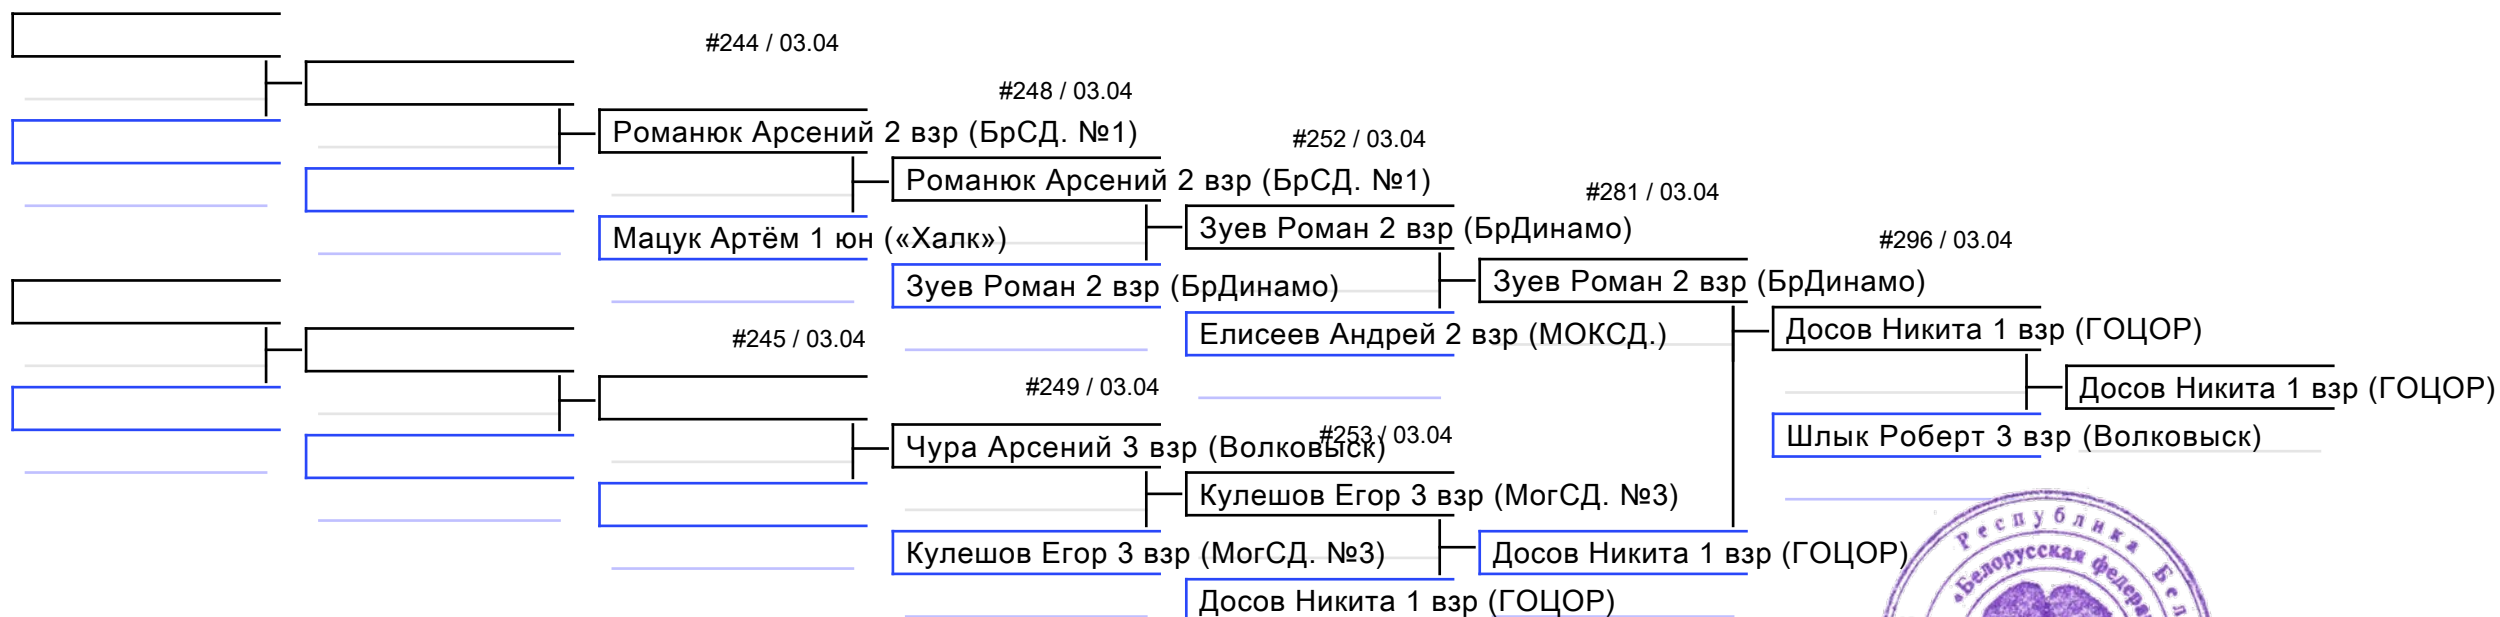 #244 / 03.04
#248 / 03.04
Романюк Арсений 2 взр (БрСД. №1)
#252 / 03.04
Романюк Арсений 2 взр (БрСД. №1)
#281 / 03.04
Мацук Артём 1 юн («Халк»)
Зуев Роман 2 взр (БрДинамо)
#296 / 03.04
Зуев Роман 2 взр (БрДинамо)
Зуев Роман 2 взр (БрДинамо)
#245 / 03.04
Елисеев Андрей 2 взр (МОКСД.)
Досов Никита 1 взр (ГОЦОР)
#249 / 03.04
Досов Никита 1 взр (ГОЦОР)
Чура Арсений 3 взр (Волковыск)
#253 / 03.04
Шлык Роберт 3 взр (Волковыск)
Кулешов Егор 3 взр (МогСД. №3)
Кулешов Егор 3 взр (МогСД. №3)
Досов Никита 1 взр (ГОЦОР)
Досов Никита 1 взр (ГОЦОР)
Республика
«Белорусская